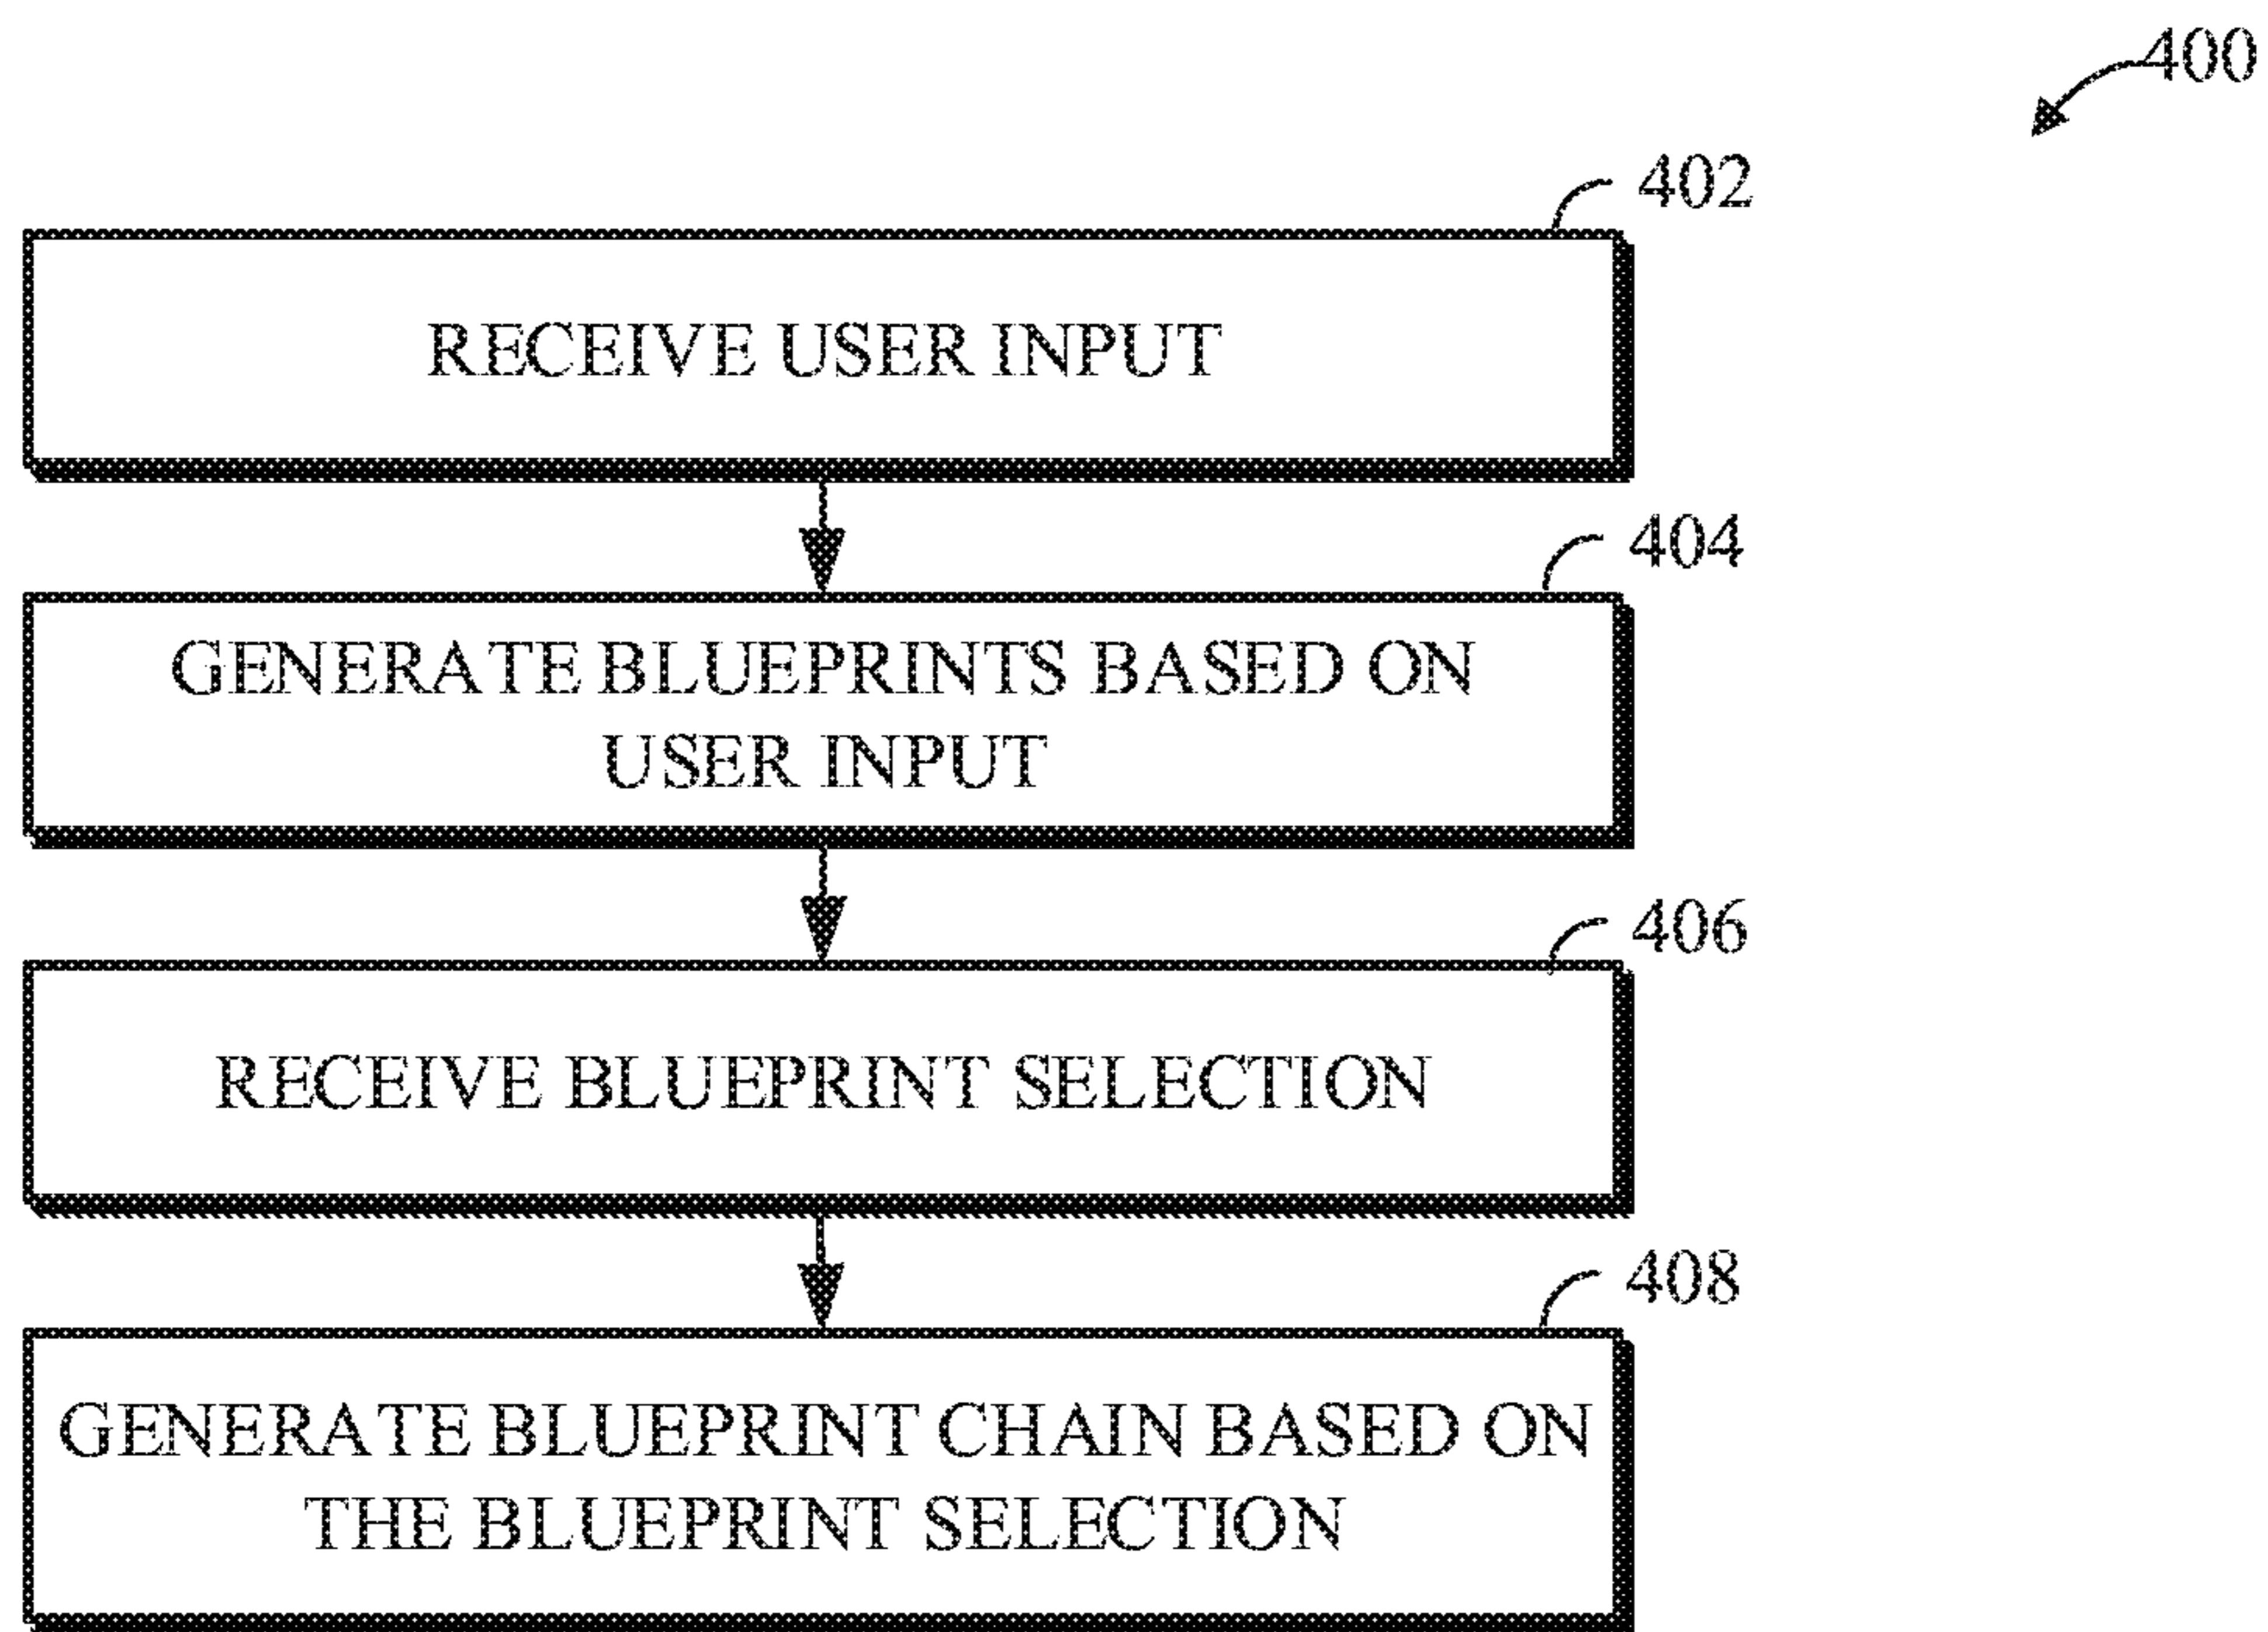 400
402
RECEIVE USER INPUT
404
GENERATE BLUEPRINTS BASED ON
USER INPUT
406
RECEIVE BLUEPRINT SELECTION
408
GENERATE BLUEPRINT CHAIN BASED ON
THE BLUEPRINT SELECTION